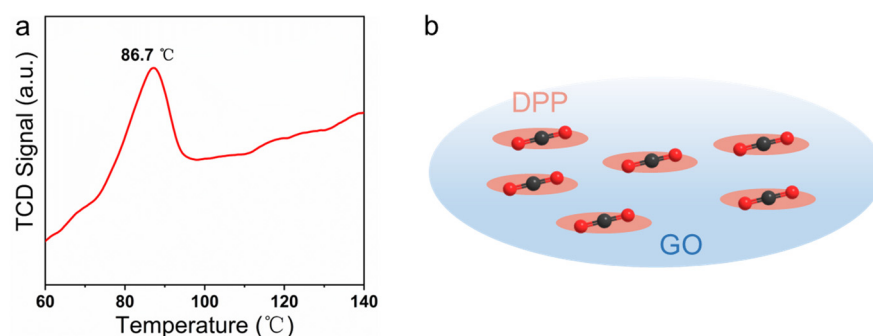 a
86.7 ℃
TCD Signal (a.u.)
60 80 100 120 140
Temperature (℃)
b
DPP
GO